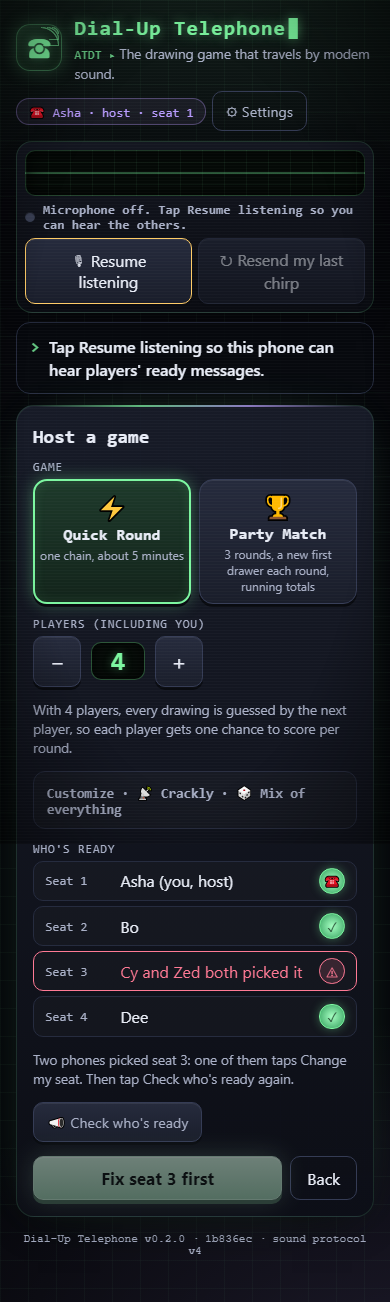 Dial-Up Telephone
ATDT ▸ The drawing game that travels by modem
sound.
☎ Asha · host · seat 1
⚙ Settings
Microphone off. Tap Resume listening so you
can hear the others.
🎙 Resume
listening
↻ Resend my last
chirp
> Tap Resume listening so this phone can
hear players' ready messages.
Host a game
GAME
Quick Round
one chain, about 5 minutes
Party Match
3 rounds, a new first
drawer each round,
running totals
PLAYERS (INCLUDING YOU)
− 4 +
With 4 players, every drawing is guessed by the next
player, so each player gets one chance to score per
round.
Customize · 📡 Crackly · 🎲 Mix of
everything
WHO'S READY
Seat 1 Asha (you, host)
Seat 2 Bo ✓
Seat 3 Cy and Zed both picked it ⚠
Seat 4 Dee ✓
Two phones picked seat 3: one of them taps Change
my seat. Then tap Check who's ready again.
📣 Check who's ready
Fix seat 3 first
Back
Dial-Up Telephone v0.2.0 · 1b836ec · sound protocol
v4